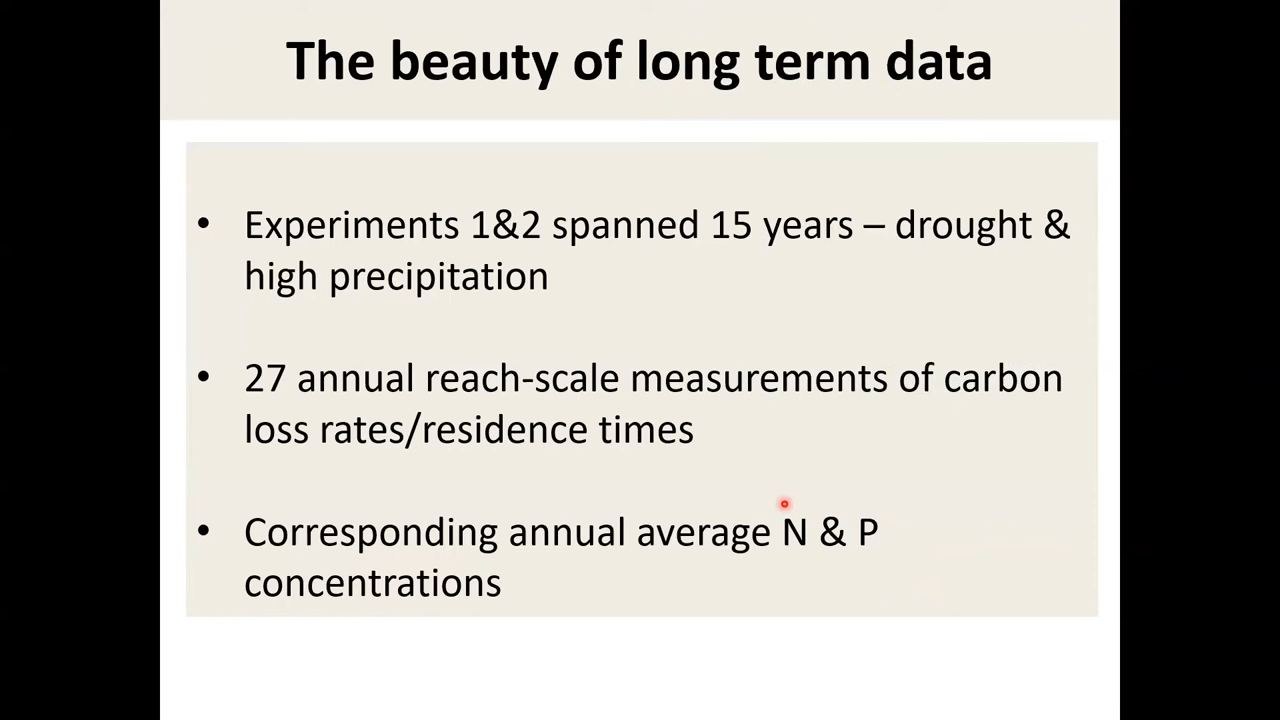 The beauty of long term data
• Experiments 1&2 spanned 15 years – drought &
high precipitation
• 27 annual reach-scale measurements of carbon
loss rates/residence times
• Corresponding annual average N & P
concentrations